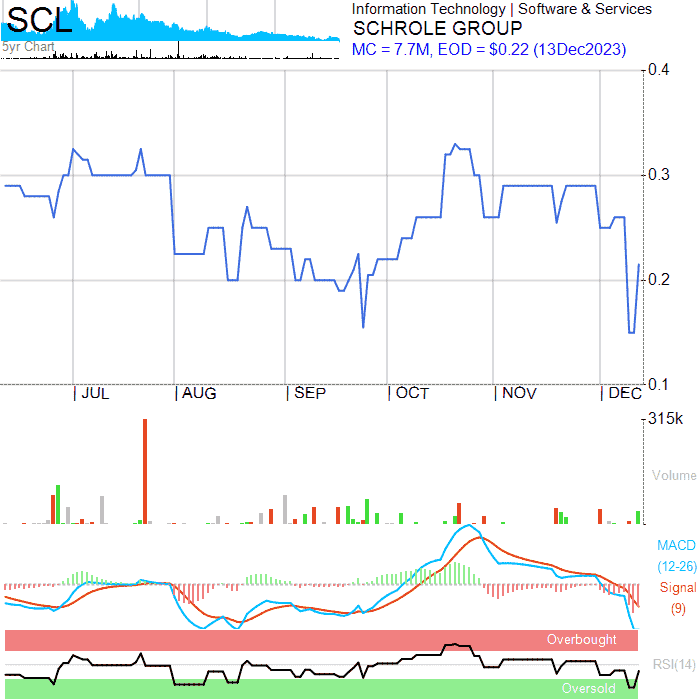 SCL
5yr Chart
Information Technology | Software & Services
SCHROLE GROUP
MC = 7.7M, EOD = $0.22 (13Dec2023)
0.4
0.3
0.2
0.1
JUL AUG SEP OCT NOV DEC
315k
Volume
MACD
(12-26)
Signal
(9)
Overbought
RSI(14)
Oversold